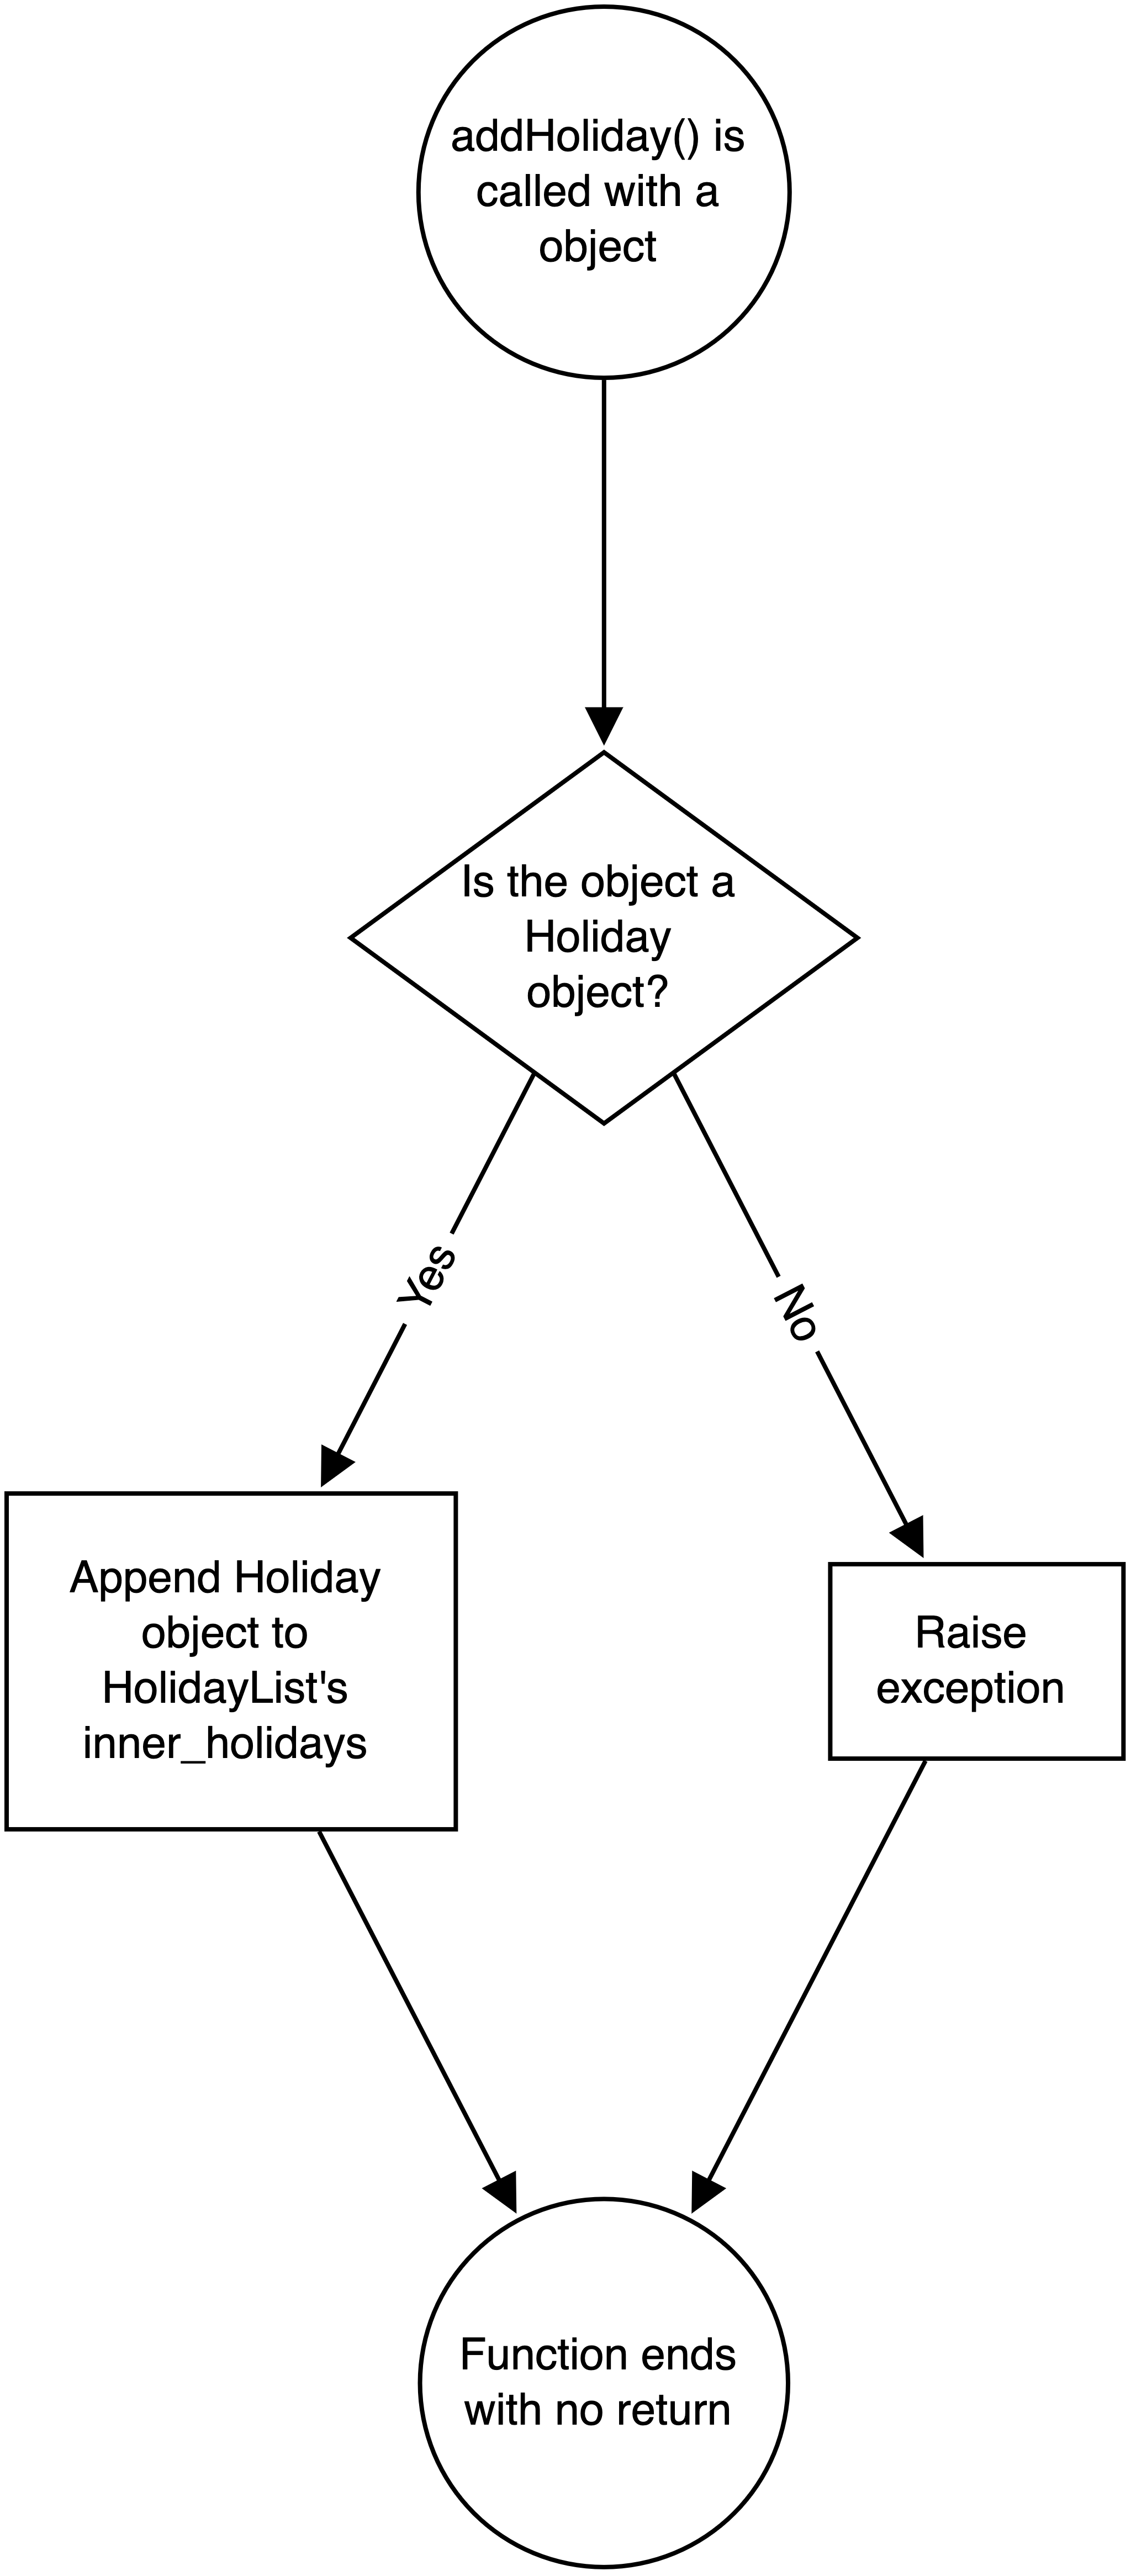 addHoliday() is
called with a
object
Is the object a
Holiday
object?
Yes
No
Append Holiday
object to
HolidayList's
inner_holidays
Raise
exception
Function ends
with no return